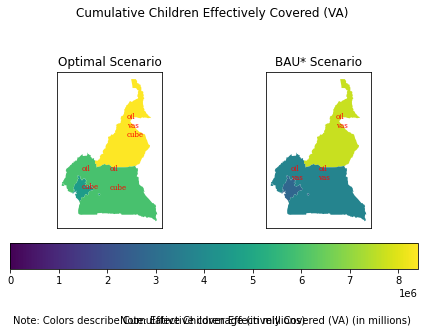 Cumulative Children Effectively Covered (VA)
Optimal Scenario
BAU* Scenario
oil
vas
cube
oil
oil
cube
cube
oil
vas
oil
oil
vas
vas
0 1 2 3 4 5 6 7 8
1e6
Note: Colors describe
Cumulative Children Effectively Covered (VA) (in millions)